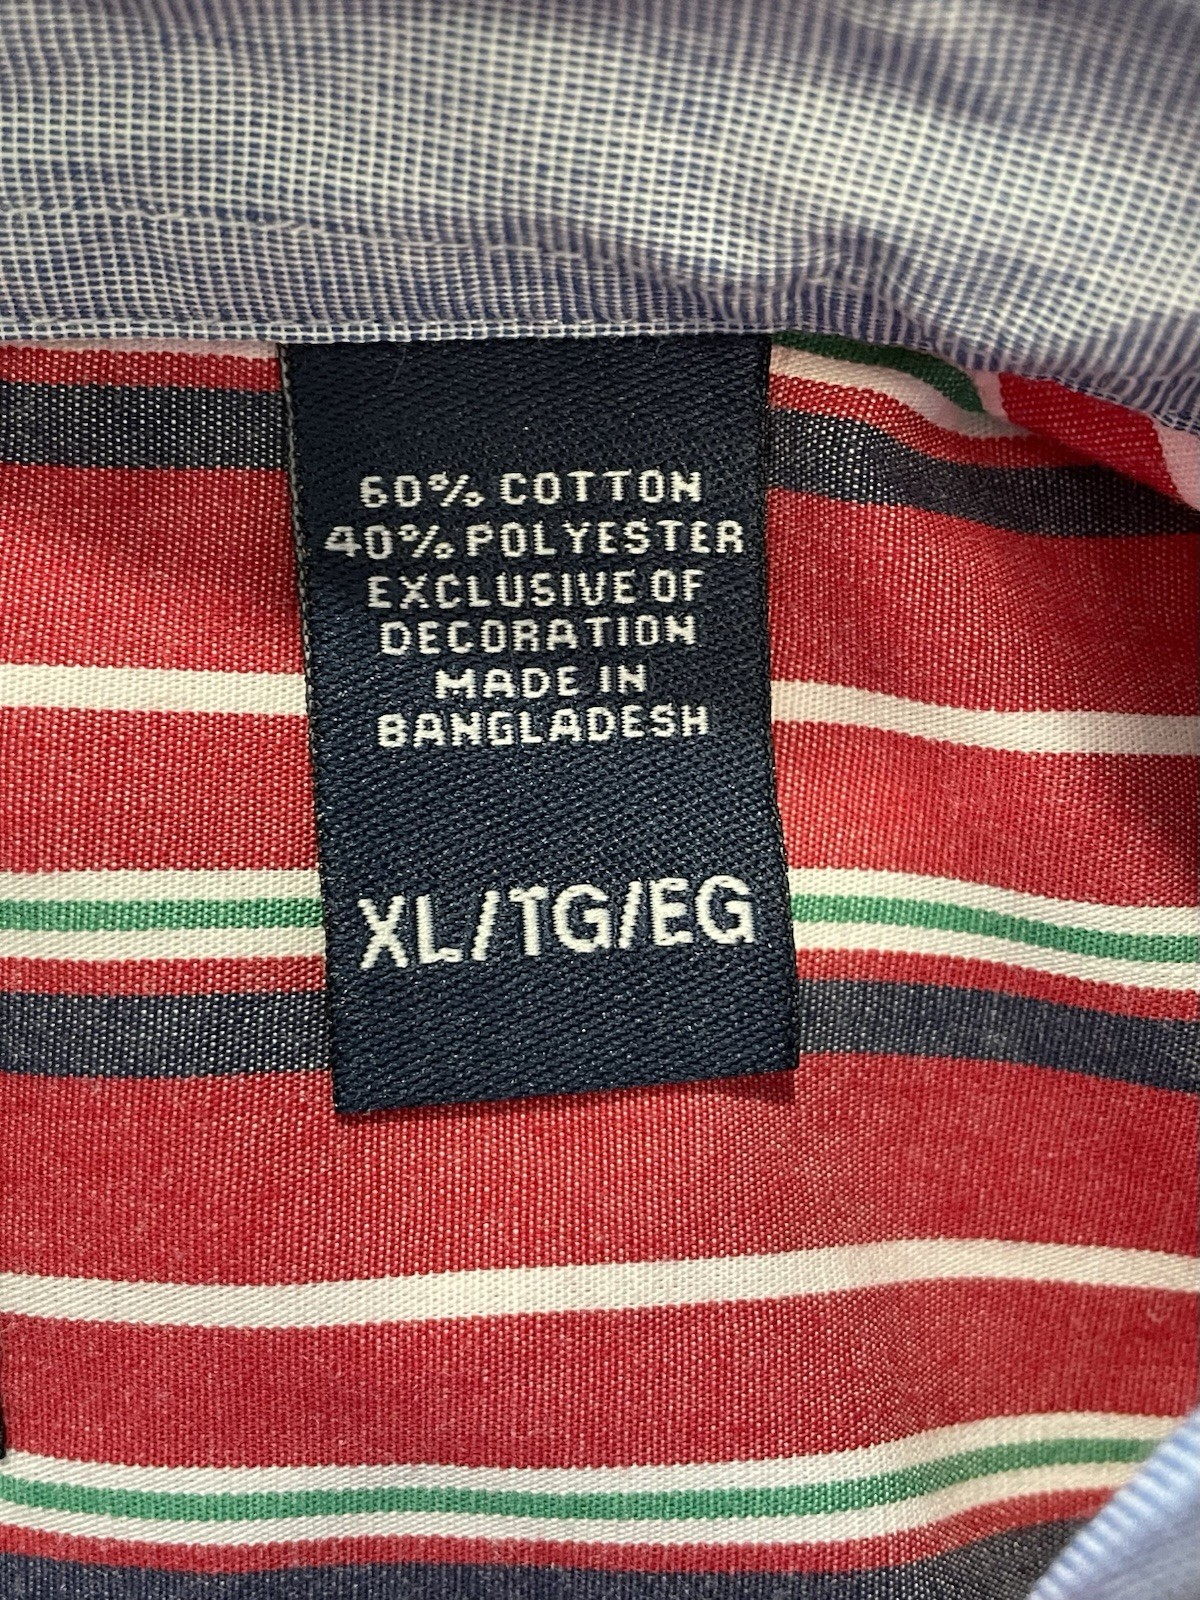 60% COTTON
40% POLYESTER
EXCLUSIVE OF
DECORATION
MADE IN
BANGLADESH
XL/TG/EG